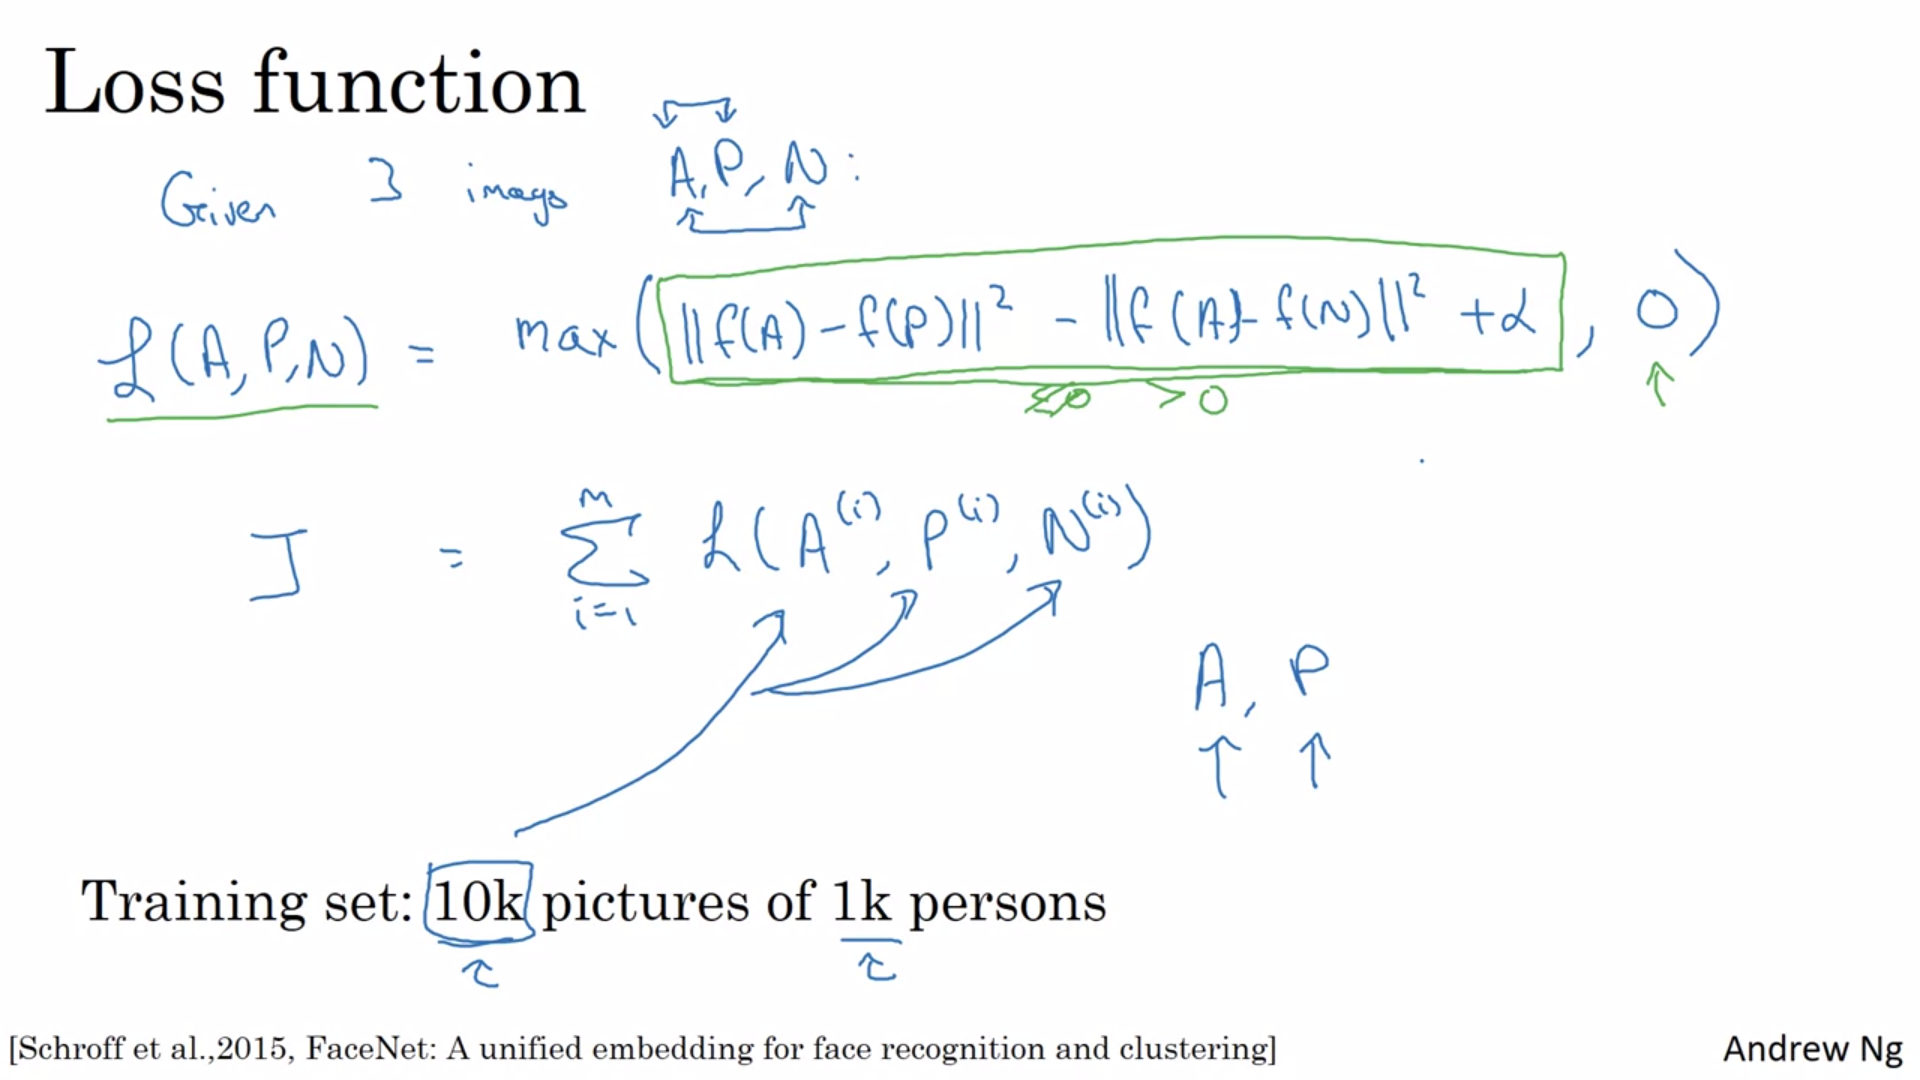 Loss function
Given 3 images A, P, N:
ℒ(A,P,N) = max(||f(A) - f(P)||² - ||f(A) - f(N)||² + α, 0)
≤0 >0
J = Σ_{i=1}^{m} ℒ(A^{(i)}, P^{(i)}, N^{(i)})
A, P
Training set: 10k pictures of 1k persons
[Schroff et al.,2015, FaceNet: A unified embedding for face recognition and clustering]
Andrew Ng